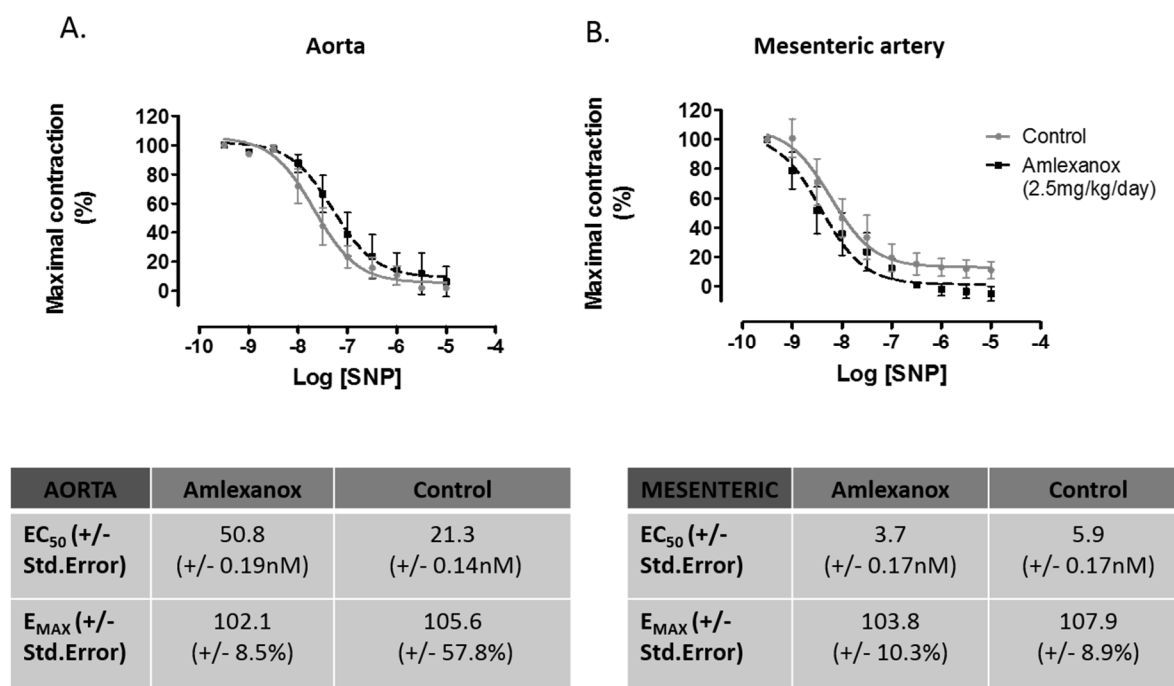 A.
Aorta
Maximal contraction
(%)
120
100
80
60
40
20
0
-10 -9 -8 -7 -6 -5 -4
Log [SNP]
B.
Mesenteric artery
Maximal contraction
(%)
120
100
80
60
40
20
0
-10 -9 -8 -7 -6 -5 -4
Log [SNP]
Control
Amlexanox
(2.5mg/kg/day)
AORTA Amlexanox Control
EC50 (+/- 50.8 21.3
Std.Error) (+/- 0.19nM) (+/- 0.14nM)
EMAX (+/- 102.1 105.6
Std.Error) (+/- 8.5%) (+/- 57.8%)
MESENTERIC Amlexanox Control
EC50 (+/- 3.7 5.9
Std.Error) (+/- 0.17nM) (+/- 0.17nM)
EMAX (+/- 103.8 107.9
Std.Error) (+/- 10.3%) (+/- 8.9%)